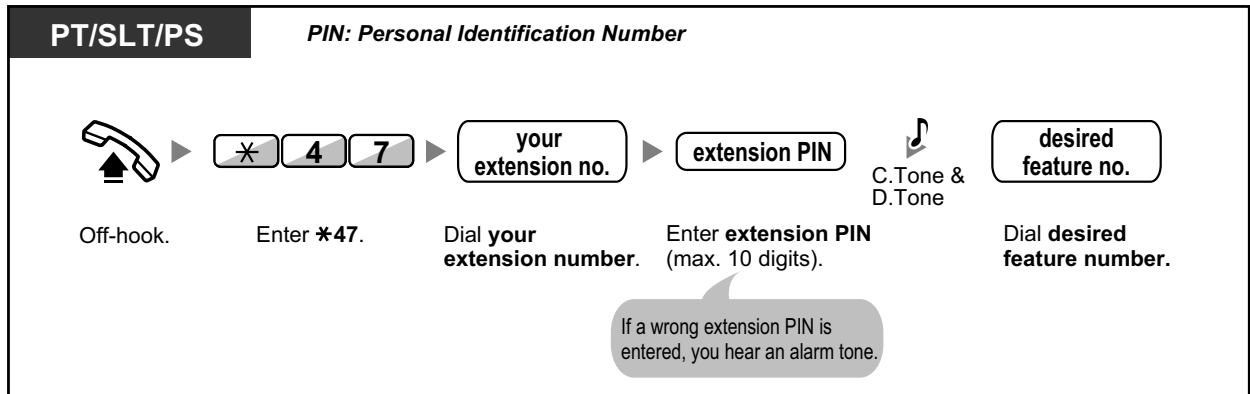 PT/SLT/PS
PIN: Personal Identification Number
✳ 4 7
your
extension no.
extension PIN
C.Tone &
D.Tone
desired
feature no.
Off-hook.
Enter ✳47.
Dial your
extension number.
Enter extension PIN
(max. 10 digits).
Dial desired
feature number.
If a wrong extension PIN is
entered, you hear an alarm tone.